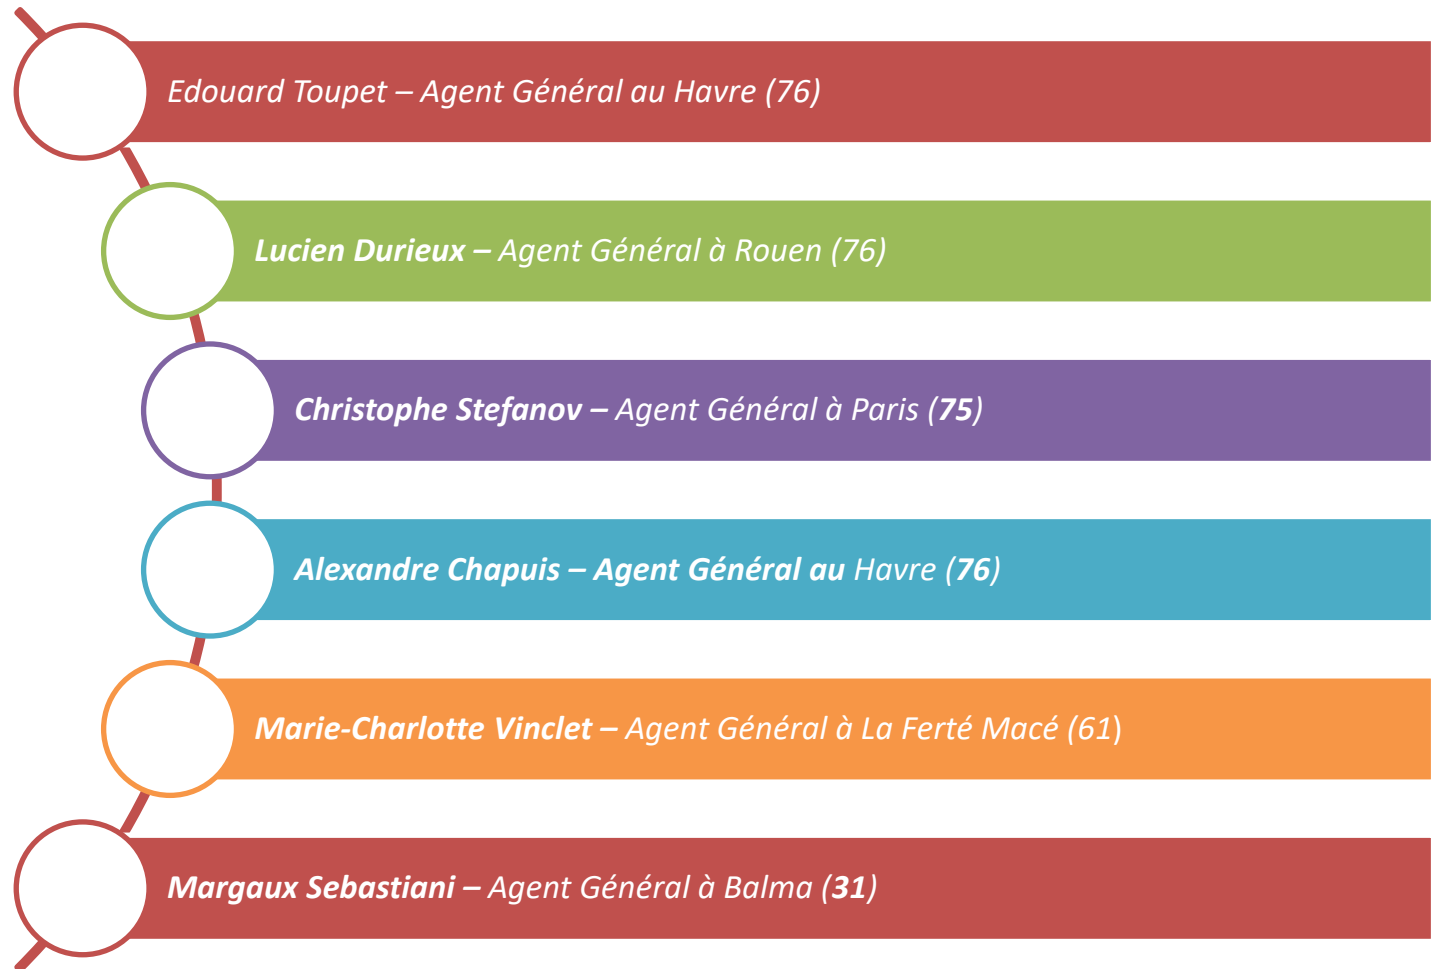 Edouard Toupet – Agent Général au Havre (76)
Lucien Durieux – Agent Général à Rouen (76)
Christophe Stefanov – Agent Général à Paris (75)
Alexandre Chapuis – Agent Général au Havre (76)
Marie-Charlotte Vinclet – Agent Général à La Ferté Macé (61)
Margaux Sebastiani – Agent Général à Balma (31)